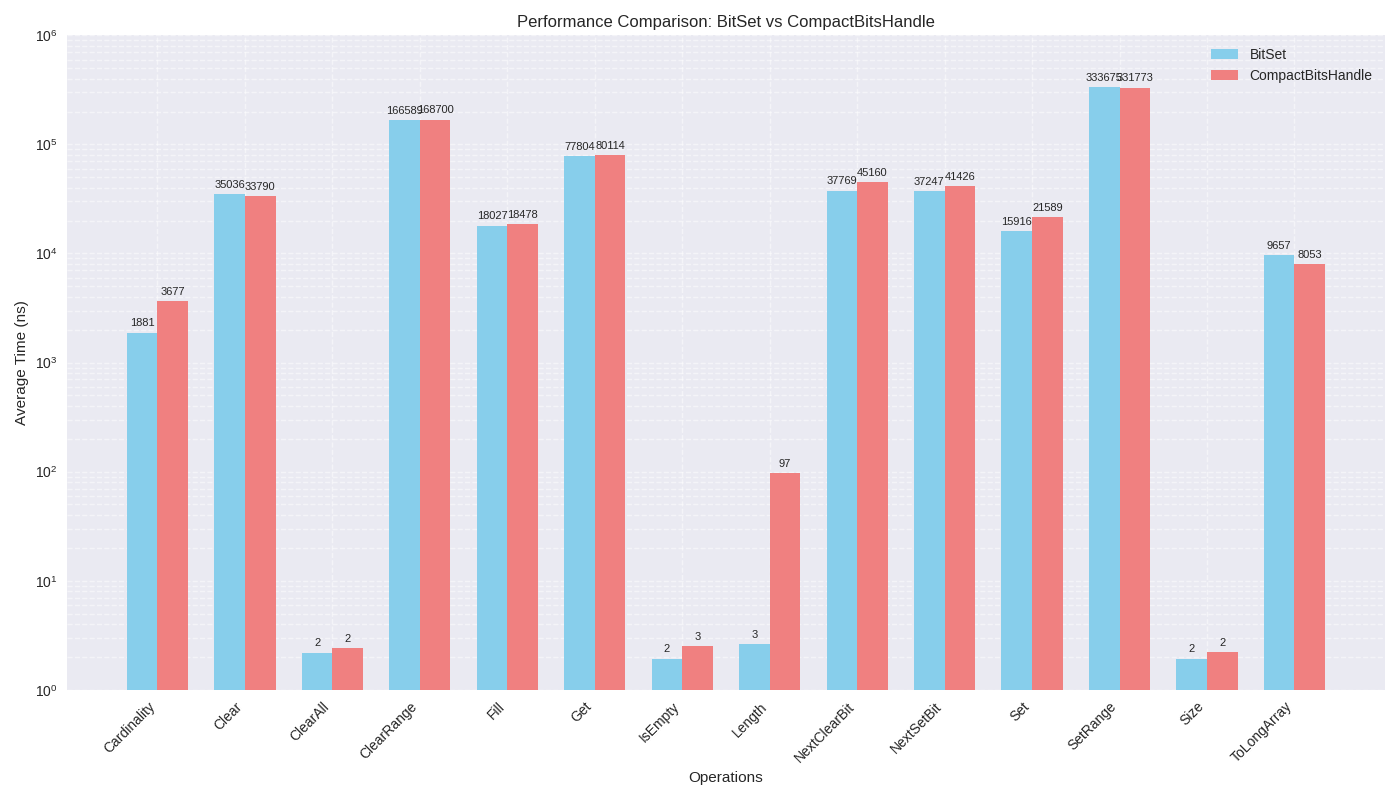 Performance Comparison: BitSet vs CompactBitsHandle
BitSet
CompactBitsHandle
Average Time (ns)
10⁶
10⁵
10⁴
10³
10²
10¹
10⁰
1881
3677
35036
33790
2
2
166589
168700
18027
18478
77804
80114
2
3
3
97
37769
45160
37247
41426
15916
21589
333675
331773
2
2
9657
8053
Cardinality
Clear
ClearAll
ClearRange
Fill
Get
IsEmpty
Length
NextClearBit
NextSetBit
Set
SetRange
Size
ToLongArray
Operations